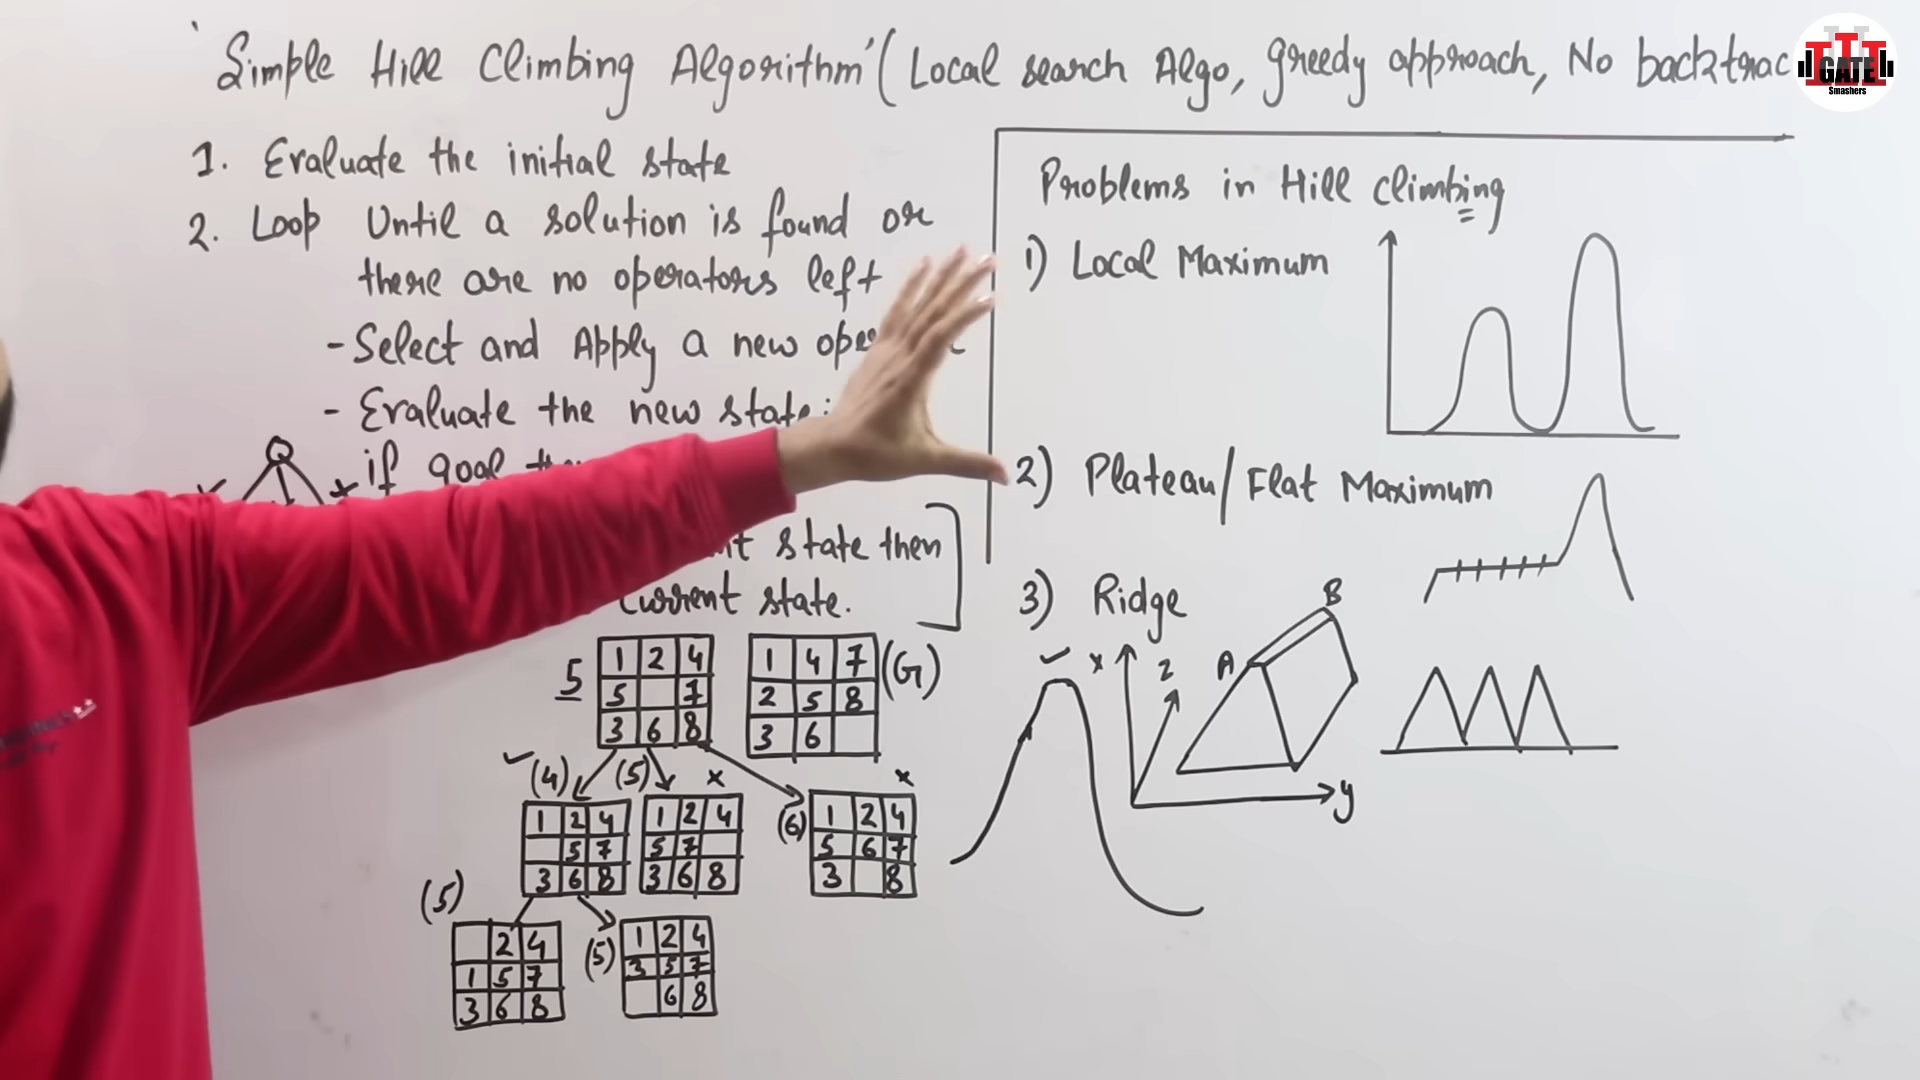 Simple Hill Climbing Algorithm (Local search Algo, greedy approach, No backtrac
GATE
Smashers
1. Evaluate the initial state
2. Loop Until a solution is found or
there are no operators left
- Select and Apply a new ope
- Evaluate the new state:
if goal
state then
Current state.
Problems in Hill climbing
1) Local Maximum
2) Plateau/Flat Maximum
3) Ridge
A B
x z y
5
1 2 4
5 7
3 6 8
1 4 7
2 5 8
3 6
(G)
(4) (5) x x
1 2 4
5 7
3 6 8
1 2 4
5 7
3 6 8
(6)
1 2 4
5 6 7
3 8
(5)
2 4
1 5 7
3 6 8
(5)
1 2 4
3 5 7
6 8